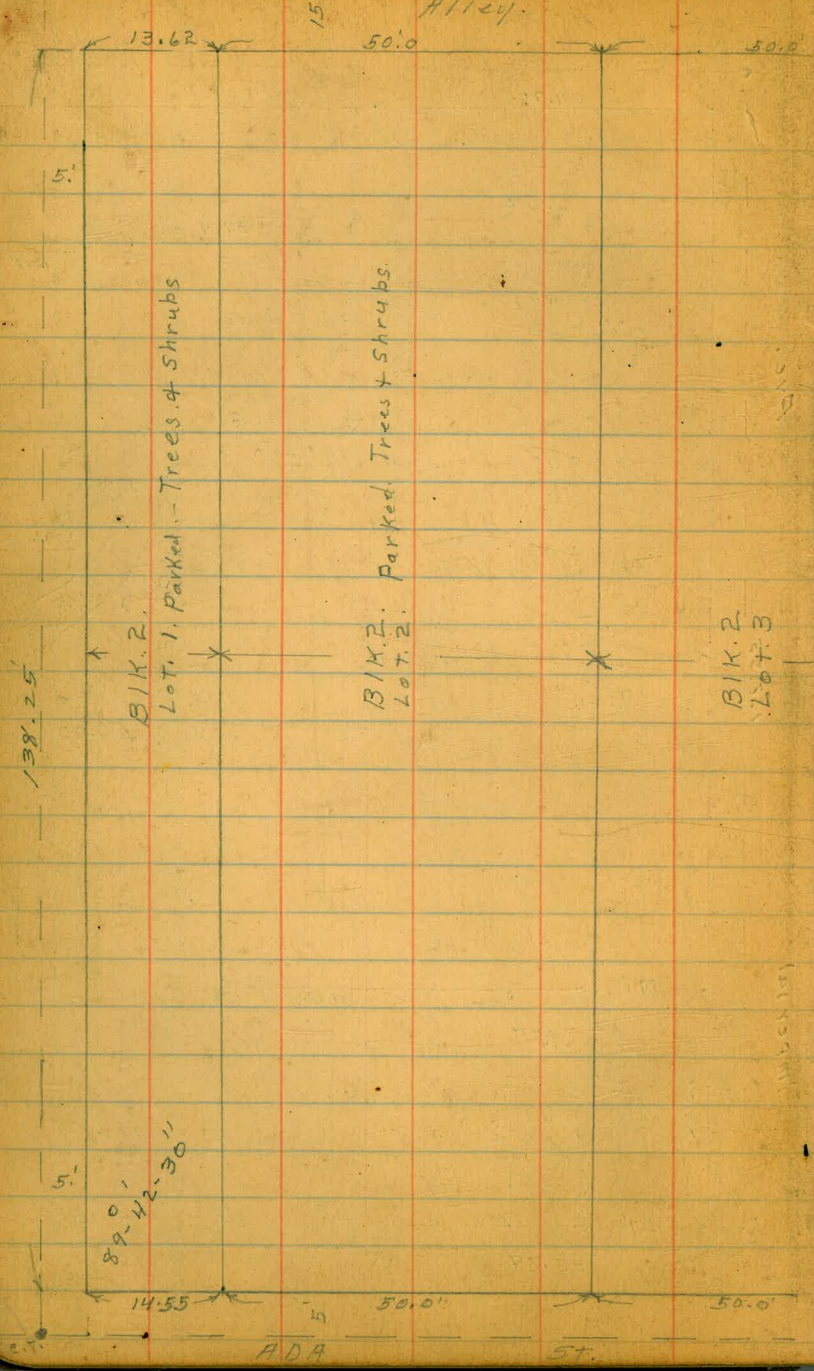 15
Alley.
13.62
50.0
50.0
5.'
138.25'
Blk. 2.
Lot. 1. Parked. - Trees. & Shrubs
Blk. 2.
Lot. 2. Parked. Trees & Shrubs.
Blk. 2
Lot. 3
89°-42'-30"
5.'
14.55
5
50.0'
50.0'
ADA St.